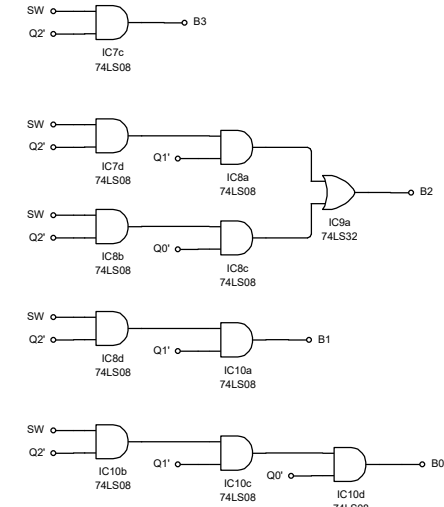 SW
Q2'
B3
IC7c
74LS08
SW
Q2'
IC7d
74LS08
Q1'
IC8a
74LS08
SW
Q2'
IC8b
74LS08
Q0'
IC8c
74LS08
IC9a
74LS32
B2
SW
Q2'
IC8d
74LS08
Q1'
IC10a
74LS08
B1
SW
Q2'
IC10b
74LS08
Q1'
IC10c
74LS08
Q0'
IC10d
74LS08
B0